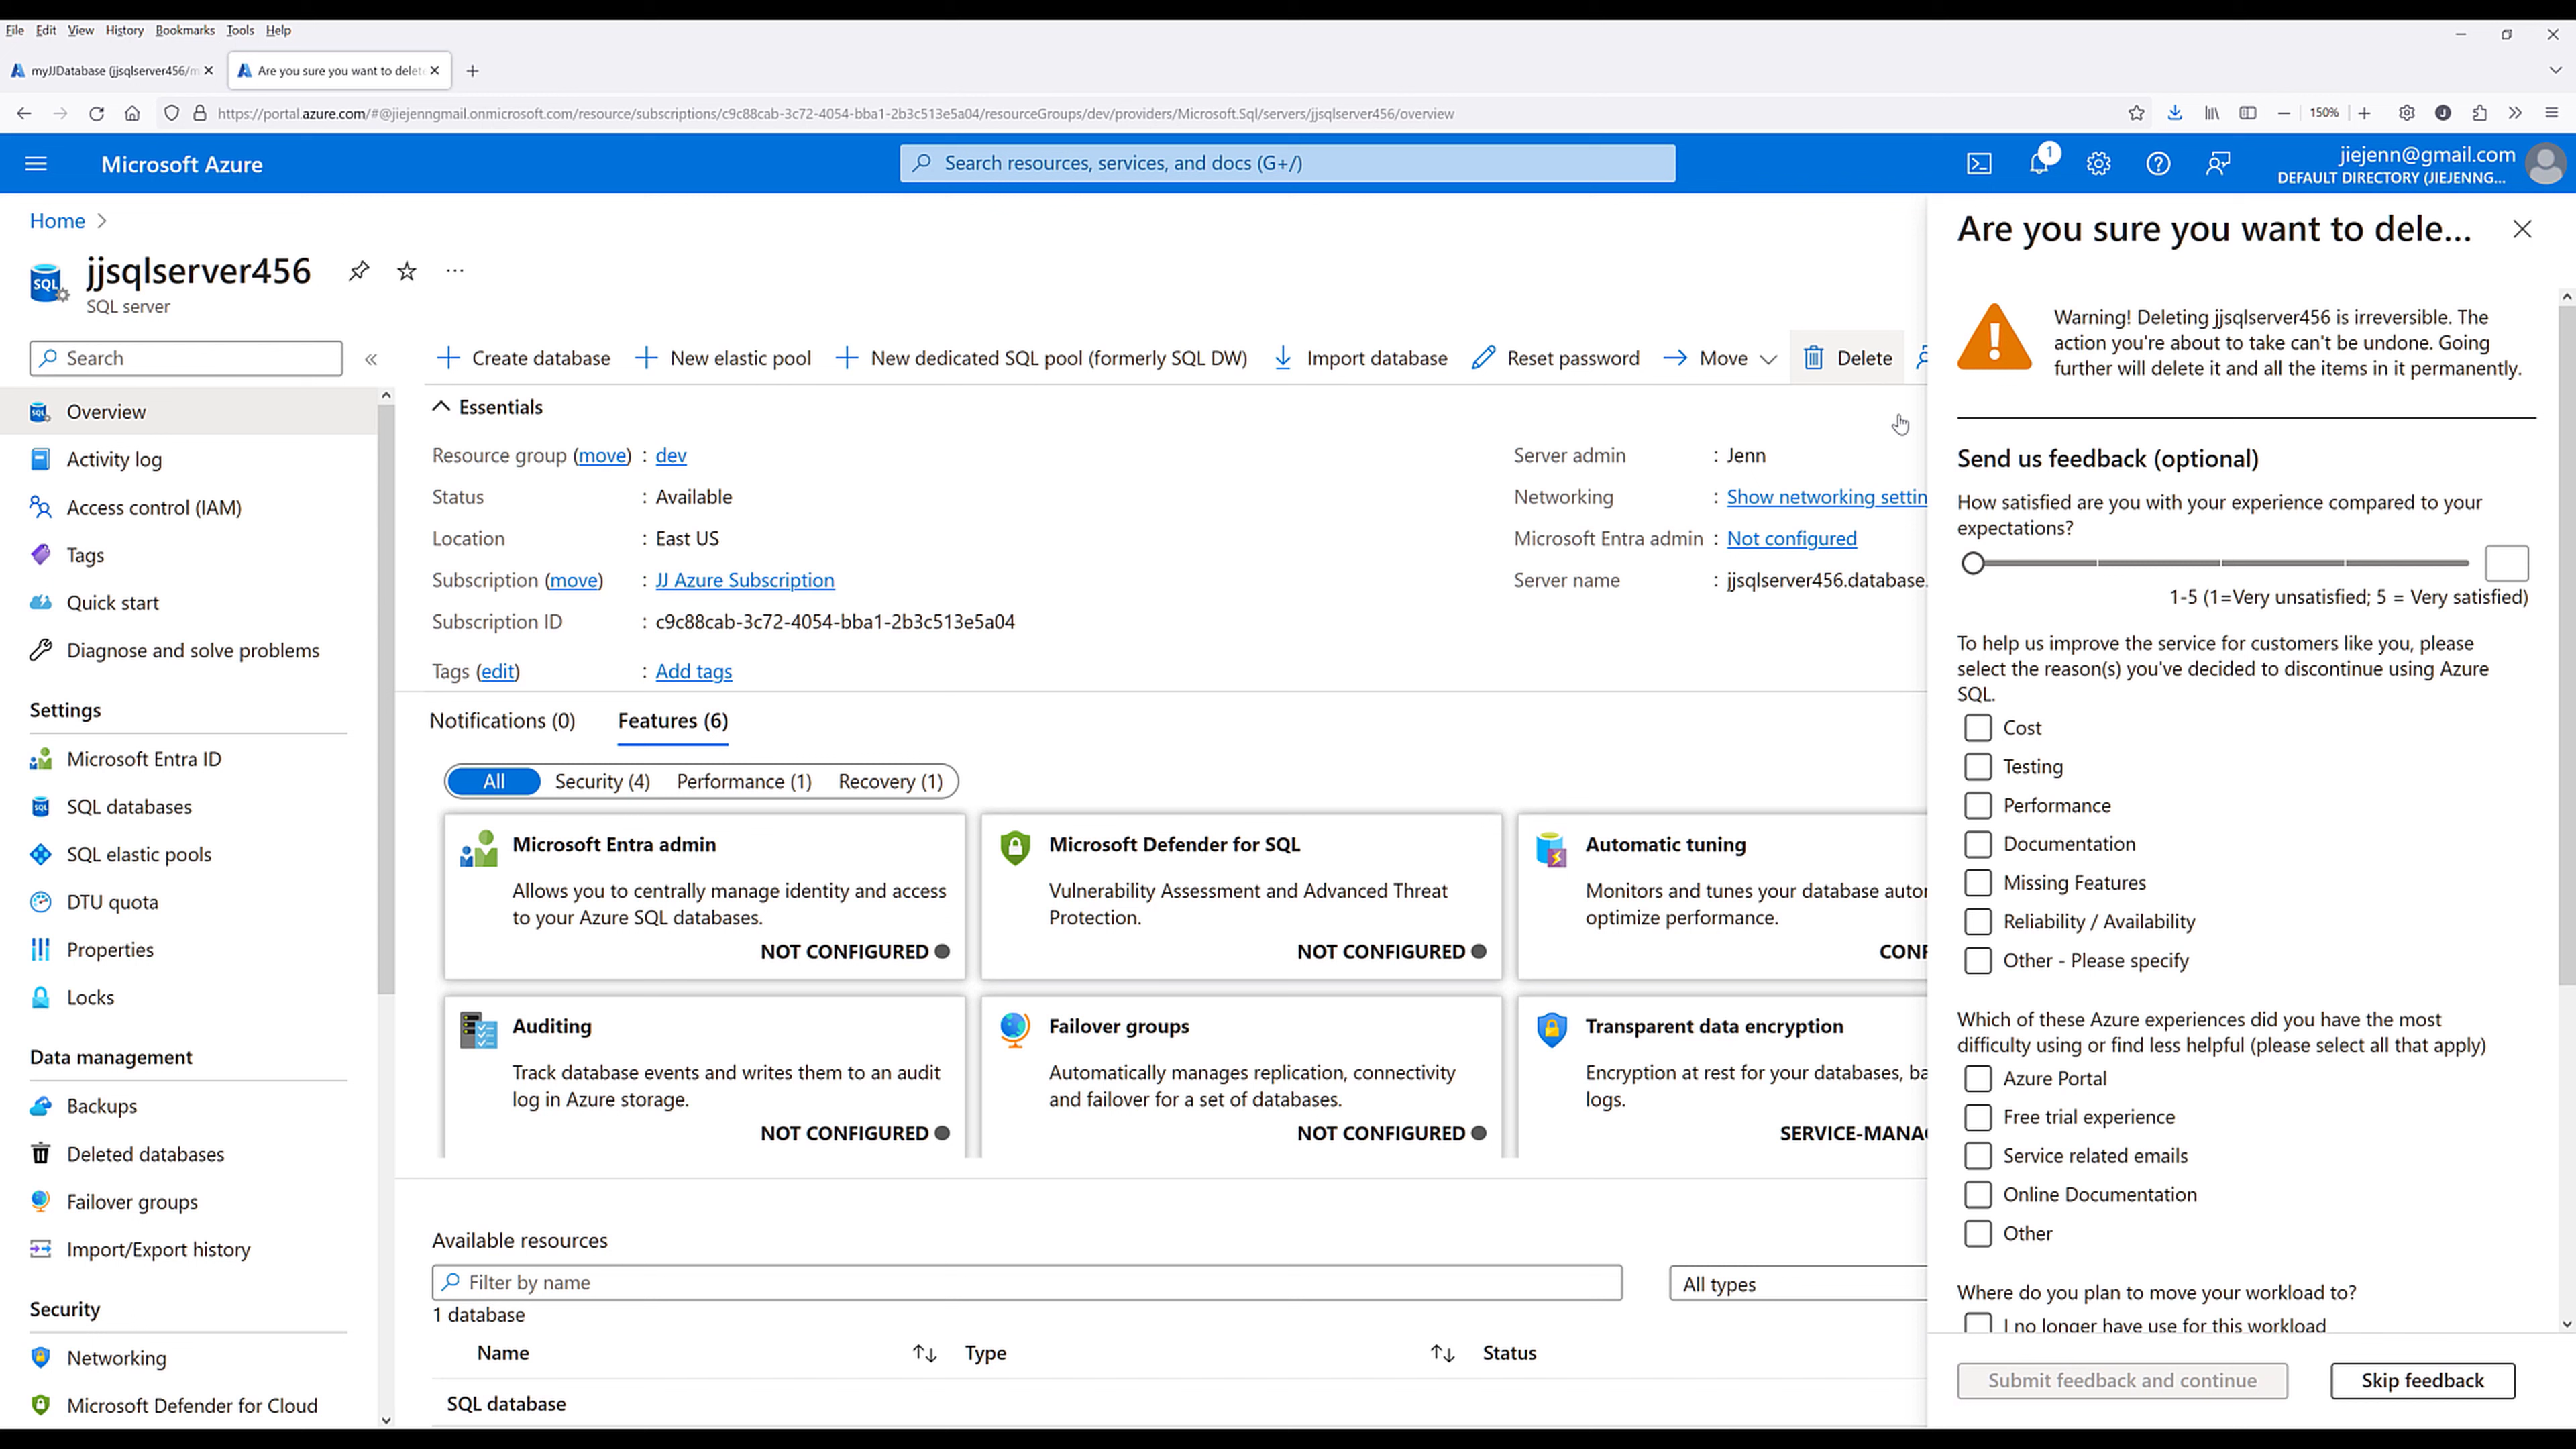 File Edit View History Bookmarks Tools Help
myJJDatabase (jjsqlserver456/m
Are you sure you want to delet
https://portal.azure.com/#@jiejenngmail.onmicrosoft.com/resource/subscriptions/c9c88cab-3c72-4054-bba1-2b3c513e5a04/resourceGroups/dev/providers/Microsoft.Sql/servers/jjsqlserver456/overview
150%
J
Microsoft Azure
Search resources, services, and docs (G+/)
1
jiejenn@gmail.com
DEFAULT DIRECTORY (JIEJENNG...
Home
SQL
jjsqlserver456
...
SQL server
Search
Overview
Activity log
Access control (IAM)
Tags
Quick start
Diagnose and solve problems
Settings
Microsoft Entra ID
SQL databases
SQL elastic pools
DTU quota
Properties
Locks
Data management
Backups
Deleted databases
Failover groups
Import/Export history
Security
Networking
Microsoft Defender for Cloud
Create database
New elastic pool
New dedicated SQL pool (formerly SQL DW)
Import database
Reset password
Move
Delete
Essentials
Resource group (move) : dev
Status : Available
Location : East US
Subscription (move) : JJ Azure Subscription
Subscription ID : c9c88cab-3c72-4054-bba1-2b3c513e5a04
Tags (edit) : Add tags
Server admin : Jenn
Networking : Show networking settin
Microsoft Entra admin : Not configured
Server name : jjsqlserver456.database.
Notifications (0) Features (6)
All Security (4) Performance (1) Recovery (1)
Microsoft Entra admin
Allows you to centrally manage identity and access
to your Azure SQL databases.
NOT CONFIGURED
Microsoft Defender for SQL
Vulnerability Assessment and Advanced Threat
Protection.
NOT CONFIGURED
Automatic tuning
Monitors and tunes your database autor
optimize performance.
CONF
Auditing
Track database events and writes them to an audit
log in Azure storage.
NOT CONFIGURED
Failover groups
Automatically manages replication, connectivity
and failover for a set of databases.
NOT CONFIGURED
Transparent data encryption
Encryption at rest for your databases, ba
logs.
SERVICE-MANAG
Available resources
Filter by name
All types
1 database
Name Type Status
SQL database
Are you sure you want to dele...
Warning! Deleting jjsqlserver456 is irreversible. The
action you're about to take can't be undone. Going
further will delete it and all the items in it permanently.
Send us feedback (optional)
How satisfied are you with your experience compared to your
expectations?
1-5 (1=Very unsatisfied; 5 = Very satisfied)
To help us improve the service for customers like you, please
select the reason(s) you've decided to discontinue using Azure
SQL.
Cost
Testing
Performance
Documentation
Missing Features
Reliability / Availability
Other - Please specify
Which of these Azure experiences did you have the most
difficulty using or find less helpful (please select all that apply)
Azure Portal
Free trial experience
Service related emails
Online Documentation
Other
Where do you plan to move your workload to?
I no longer have use for this workload
Submit feedback and continue
Skip feedback